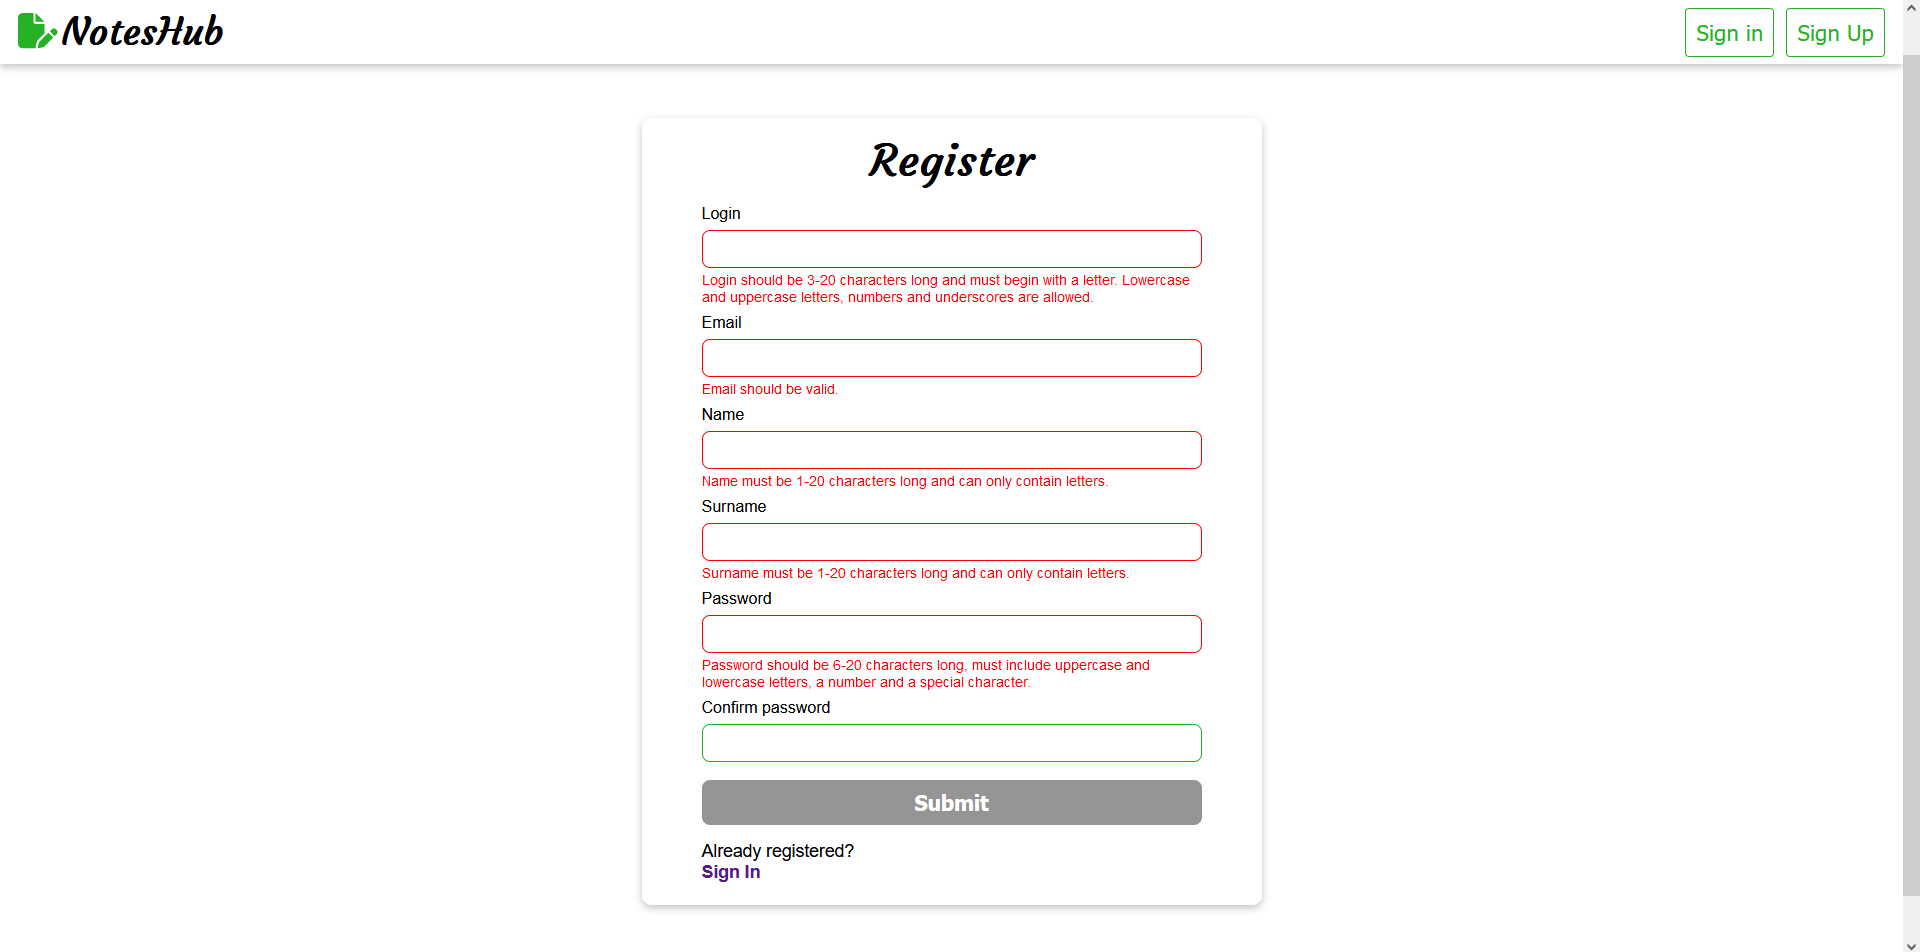 NotesHub
Sign in
Sign Up
Register
Login
Login should be 3-20 characters long and must begin with a letter. Lowercase
and uppercase letters, numbers and underscores are allowed.
Email
Email should be valid.
Name
Name must be 1-20 characters long and can only contain letters.
Surname
Surname must be 1-20 characters long and can only contain letters.
Password
Password should be 6-20 characters long, must include uppercase and
lowercase letters, a number and a special character.
Confirm password
Submit
Already registered?
Sign In